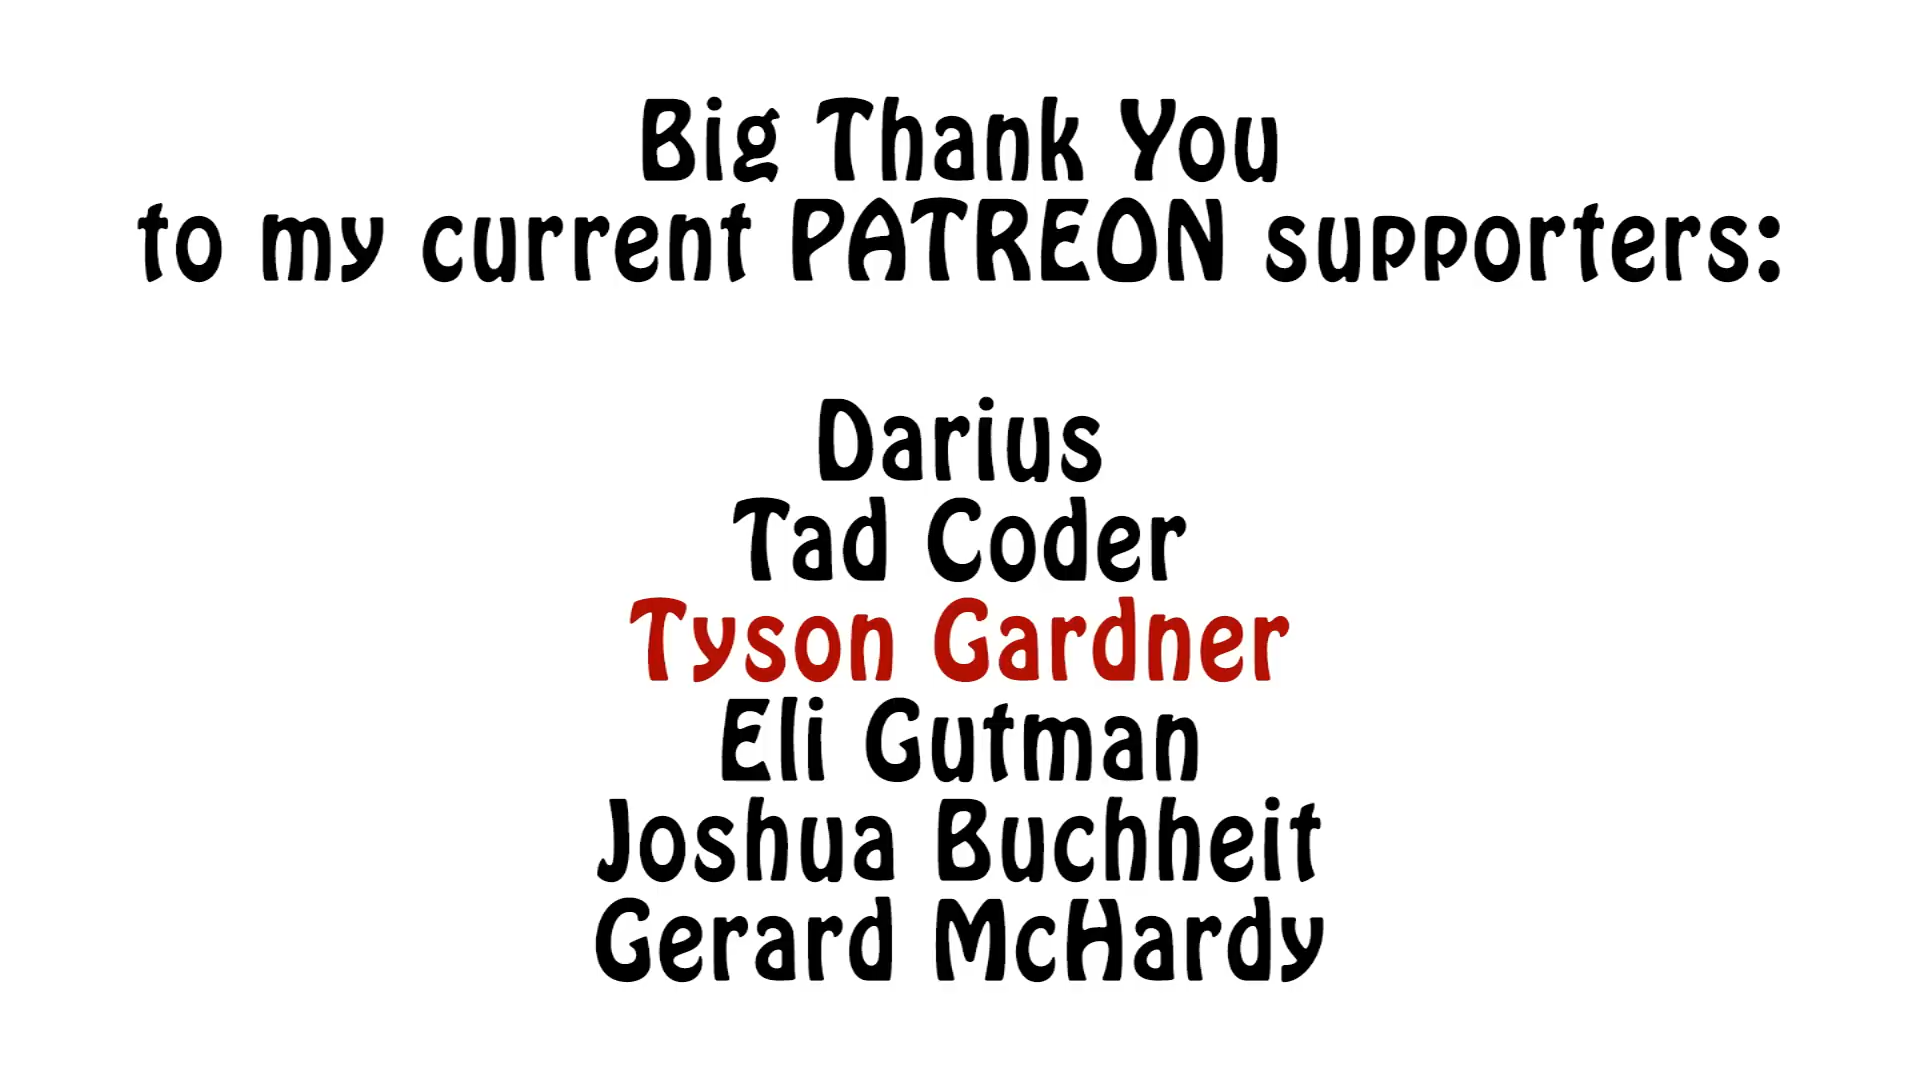 Big Thank You
to my current PATREON supporters:
Darius
Tad Coder
Tyson Gardner
Eli Gutman
Joshua Buchheit
Gerard McHardy